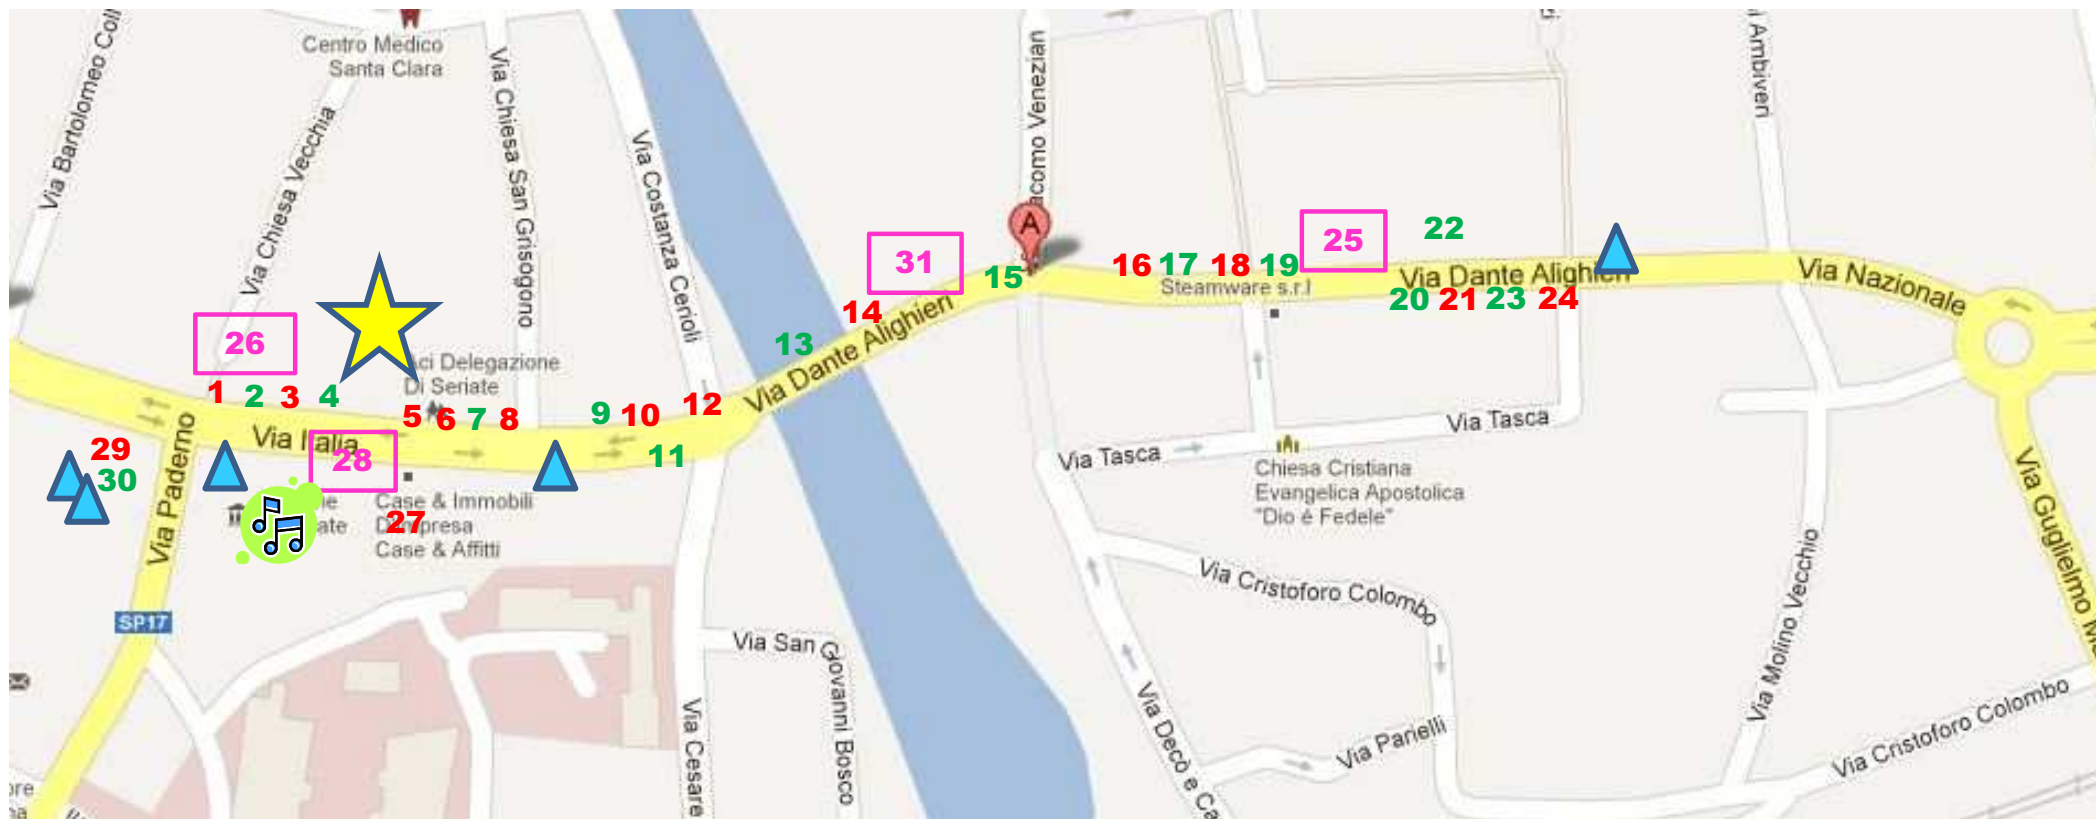 Via Bartolomeo Coll
Centro Medico
Santa Clara
Via Chiesa Vecchia
Via Chiesa San Grisogono
Via Costanza Cerioli
acomo Venezian
A
i Ambiveri
26
31
25
22
15
16 17 18 19
Steamware s.r.l
Via Dante Alighieri
20 21 23 24
Via Nazionale
14
13
Via Dante Alighieri
Aci Delegazione
Di Seriate
1 2 3 4
5 6 7 8
9 10
12
11
Via Italia
28
29
30
Via Paderno
Case & Immobili
D'impresa
Case & Affitti
27
Via Tasca
Via Tasca
Chiesa Cristiana
Evangelica Apostolica
"Dio é Fedele"
Via Cristoforo Colombo
SP17
Via San Giovanni Bosco
Via Cesare
Via Decò e Ca
Via Parielli
Via Molino Vecchio
Via Cristoforo Colombo
Via Guglielmo M